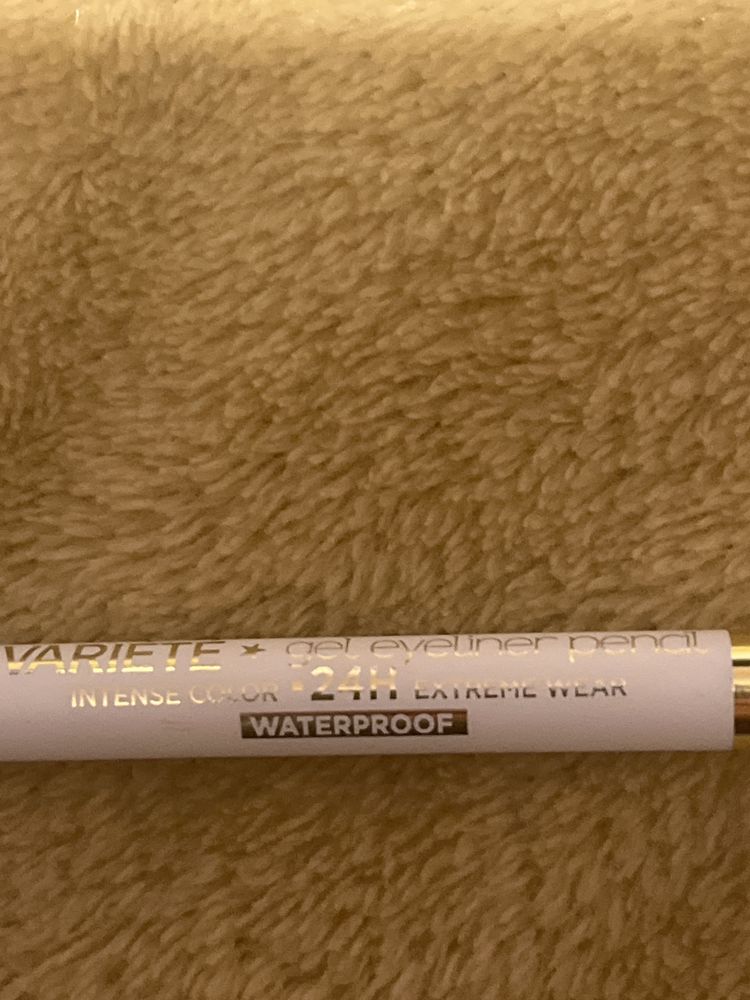 VARIETE ★ gel eyeliner pencil
INTENSE COLOR • 24H EXTREME WEAR
WATERPROOF